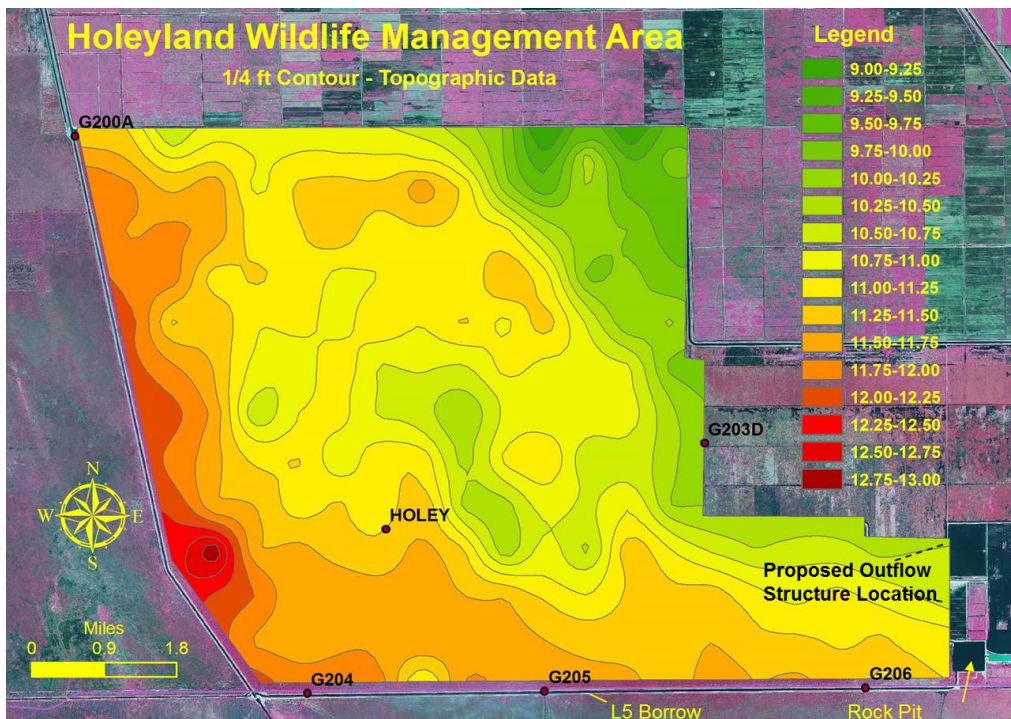 Holeyland Wildlife Management Area
1/4 ft Contour - Topographic Data
Legend
9.00-9.25
9.25-9.50
9.50-9.75
9.75-10.00
10.00-10.25
10.25-10.50
10.50-10.75
10.75-11.00
11.00-11.25
11.25-11.50
11.50-11.75
11.75-12.00
12.00-12.25
12.25-12.50
12.50-12.75
12.75-13.00
G200A
G203D
HOLEY
N
W
E
S
Proposed Outflow
Structure Location
Miles
0
0.9
1.8
G204
G205
G206
L5 Borrow
Rock Pit